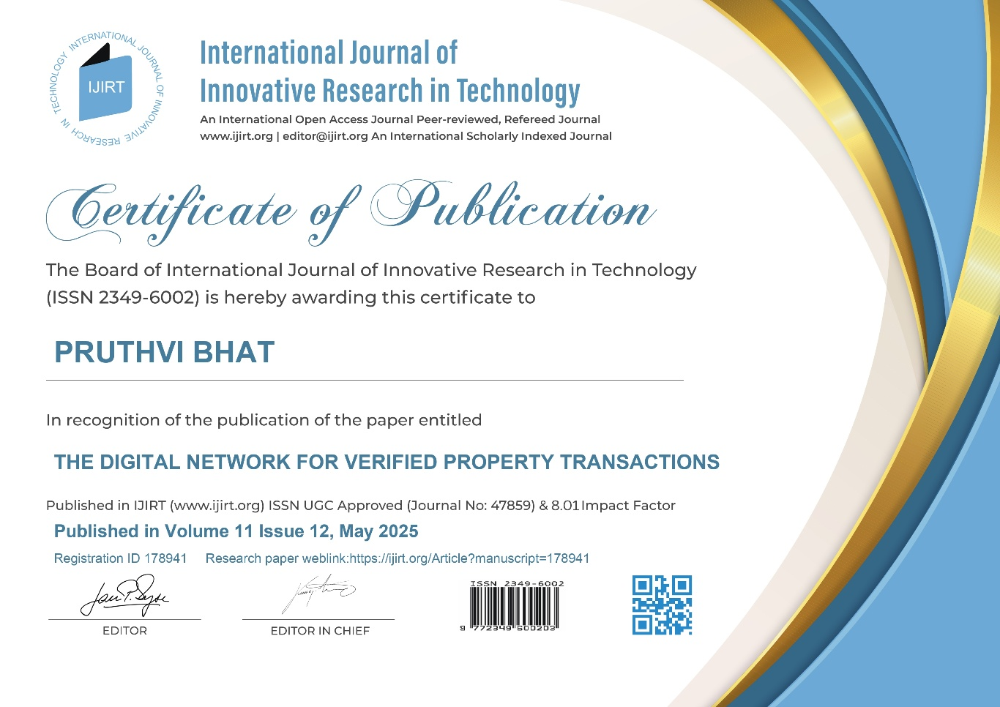 INTERNATIONAL JOURNAL OF INNOVATIVE RESEARCH IN TECHNOLOGY
IJIRT
International Journal of
Innovative Research in Technology
An International Open Access Journal Peer-reviewed, Refereed Journal
www.ijirt.org | editor@ijirt.org An International Scholarly Indexed Journal
Certificate of Publication
The Board of International Journal of Innovative Research in Technology
(ISSN 2349-6002) is hereby awarding this certificate to
PRUTHVI BHAT
In recognition of the publication of the paper entitled
THE DIGITAL NETWORK FOR VERIFIED PROPERTY TRANSACTIONS
Published in IJIRT (www.ijirt.org) ISSN UGC Approved (Journal No: 47859) & 8.01Impact Factor
Published in Volume 11 Issue 12, May 2025
Registration ID 178941 Research paper weblink:https://ijirt.org/Article?manuscript=178941
EDITOR
EDITOR IN CHIEF
ISSN 2349-6002
9 772349 600203